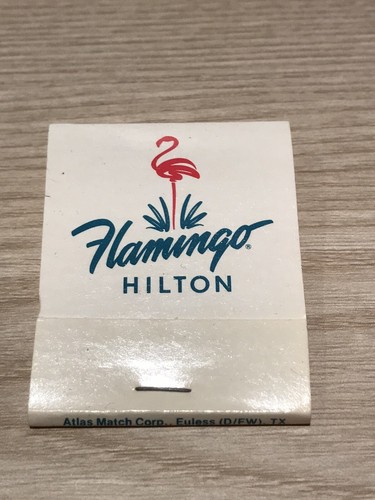 Flamingo®
HILTON
Atlas Match Corp., Euless (D/FW), TX